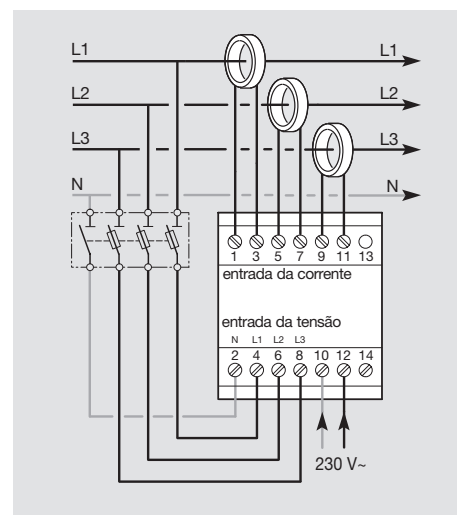 L1 L1
L2 L2
L3 L3
N N
1 3 5 7 9 11 13
entrada da corrente
entrada da tensão
N L1 L2 L3
2 4 6 8 10 12 14
230 V~